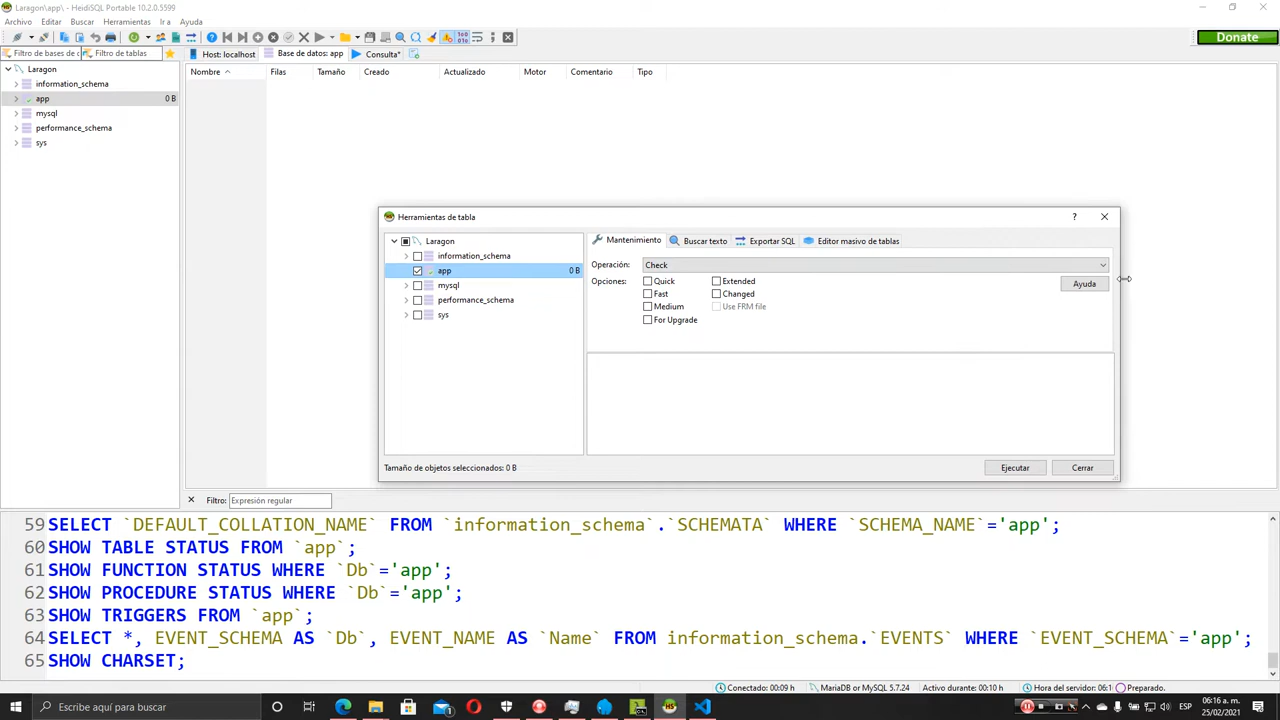 Laragon\app\ - HeidiSQL Portable 10.2.0.5599
Archivo Editar Buscar Herramientas Ir a Ayuda
Donate
Filtro de bases de Filtro de tablas Host: localhost Base de datos: app Consulta*
Laragon
information_schema
app 0 B
mysql
performance_schema
sys
Nombre Filas Tamaño Creado Actualizado Motor Comentario Tipo
Herramientas de tabla ?
Laragon
information_schema
app 0 B
mysql
performance_schema
sys
Mantenimiento Buscar texto Exportar SQL Editor masivo de tablas
Operación: Check
Opciones: Quick Extended
Fast Changed
Medium Use FRM file
For Upgrade
Ayuda
Tamaño de objetos seleccionados: 0 B Ejecutar Cerrar
Filtro: Expresión regular
59 SELECT `DEFAULT_COLLATION_NAME` FROM `information_schema`.`SCHEMATA` WHERE `SCHEMA_NAME`='app';
60 SHOW TABLE STATUS FROM `app`;
61 SHOW FUNCTION STATUS WHERE `Db`='app';
62 SHOW PROCEDURE STATUS WHERE `Db`='app';
63 SHOW TRIGGERS FROM `app`;
64 SELECT *, EVENT_SCHEMA AS `Db`, EVENT_NAME AS `Name` FROM information_schema.`EVENTS` WHERE `EVENT_SCHEMA`='app';
65 SHOW CHARSET;
Conectado: 00:09 h MariaDB or MySQL 5.7.24 Activo durante: 00:10 h Hora del servidor: 06:1 Preparado.
Escribe aquí para buscar
ESP
06:16 a. m.
25/02/2021